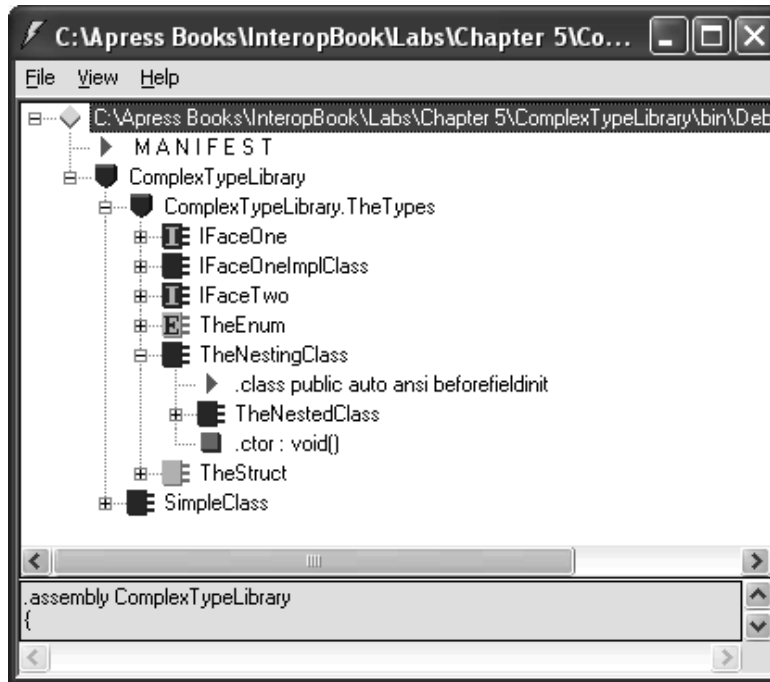 C:\Apress Books\InteropBook\Labs\Chapter 5\Co...
File View Help
C:\Apress Books\InteropBook\Labs\Chapter 5\ComplexTypeLibrary\bin\Deb
M A N I F E S T
ComplexTypeLibrary
ComplexTypeLibrary.TheTypes
I IFaceOne
IFaceOneImplClass
I IFaceTwo
E TheEnum
TheNestingClass
.class public auto ansi beforefieldinit
TheNestedClass
.ctor : void()
TheStruct
SimpleClass
.assembly ComplexTypeLibrary
{